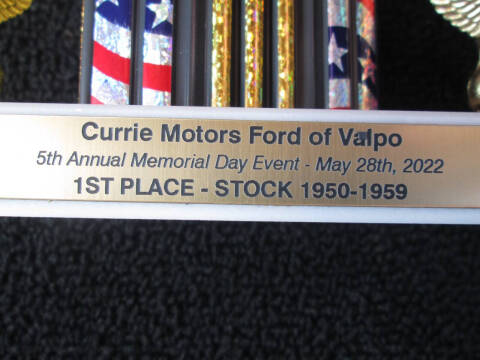 Currie Motors Ford of Valpo
5th Annual Memorial Day Event - May 28th, 2022
1ST PLACE - STOCK 1950-1959